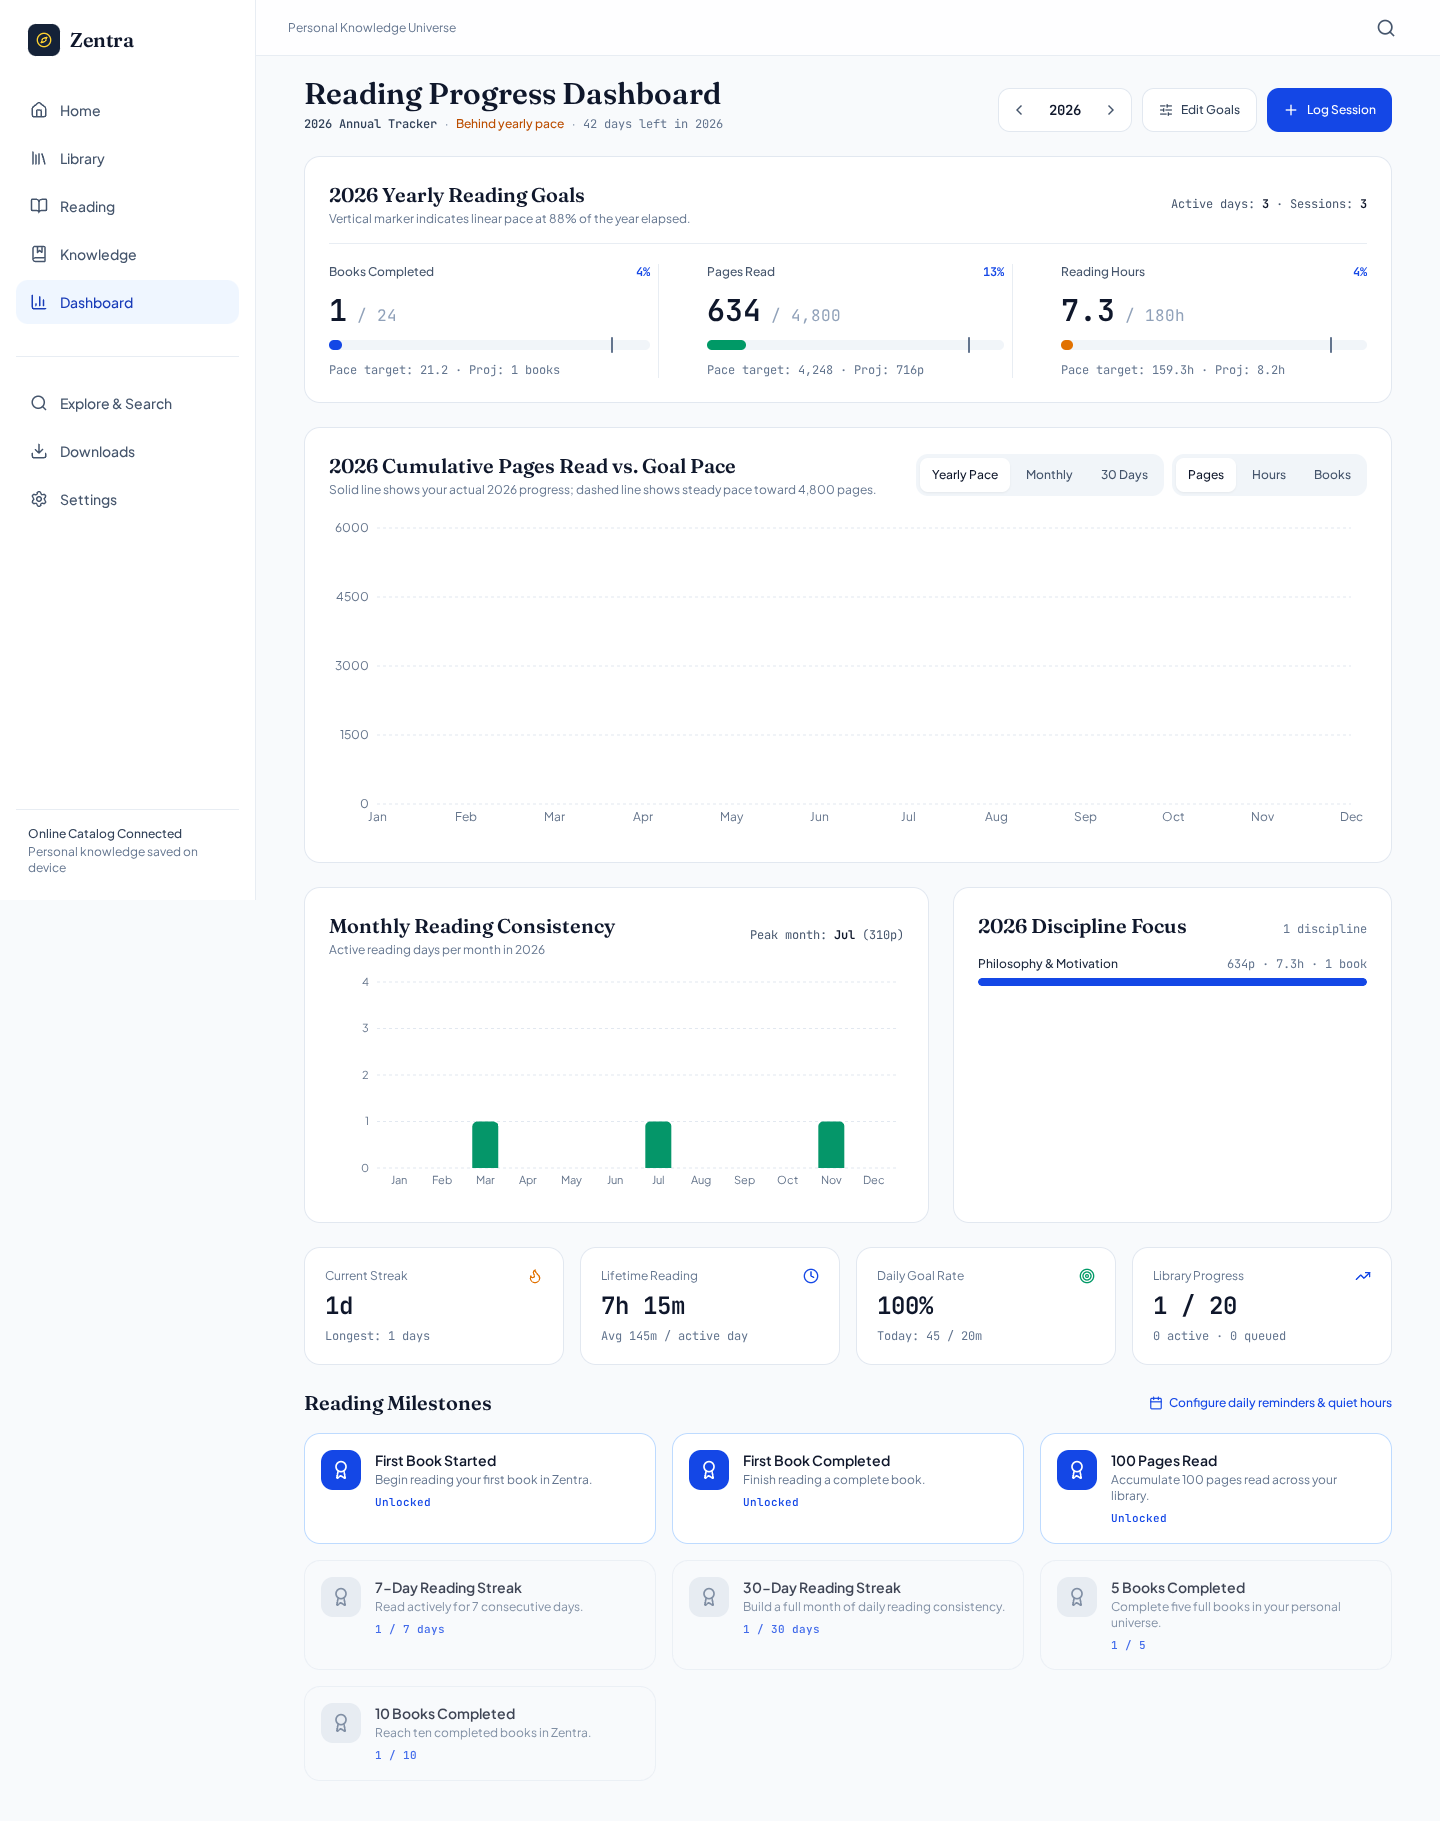 Zentra
Home
Library
Reading
Knowledge
Dashboard
Explore & Search
Downloads
Settings
Online Catalog Connected
Personal knowledge saved on
device
Personal Knowledge Universe
Reading Progress Dashboard
2026 Annual Tracker · Behind yearly pace · 42 days left in 2026
2026
Edit Goals
Log Session
2026 Yearly Reading Goals
Vertical marker indicates linear pace at 88% of the year elapsed.
Active days: 3 · Sessions: 3
Books Completed 4%
1 / 24
Pace target: 21.2 · Proj: 1 books
Pages Read 13%
634 / 4,800
Pace target: 4,248 · Proj: 716p
Reading Hours 4%
7.3 / 180h
Pace target: 159.3h · Proj: 8.2h
2026 Cumulative Pages Read vs. Goal Pace
Solid line shows your actual 2026 progress; dashed line shows steady pace toward 4,800 pages.
Yearly Pace Monthly 30 Days
Pages Hours Books
6000
4500
3000
1500
0
Jan Feb Mar Apr May Jun Jul Aug Sep Oct Nov Dec
Monthly Reading Consistency
Active reading days per month in 2026
Peak month: Jul (310p)
4
3
2
1
0
Jan Feb Mar Apr May Jun Jul Aug Sep Oct Nov Dec
2026 Discipline Focus
1 discipline
Philosophy & Motivation 634p · 7.3h · 1 book
Current Streak
1d
Longest: 1 days
Lifetime Reading
7h 15m
Avg 145m / active day
Daily Goal Rate
100%
Today: 45 / 20m
Library Progress
1 / 20
0 active · 0 queued
Reading Milestones
Configure daily reminders & quiet hours
First Book Started
Begin reading your first book in Zentra.
Unlocked
First Book Completed
Finish reading a complete book.
Unlocked
100 Pages Read
Accumulate 100 pages read across your
library.
Unlocked
7-Day Reading Streak
Read actively for 7 consecutive days.
1 / 7 days
30-Day Reading Streak
Build a full month of daily reading consistency.
1 / 30 days
5 Books Completed
Complete five full books in your personal
universe.
1 / 5
10 Books Completed
Reach ten completed books in Zentra.
1 / 10